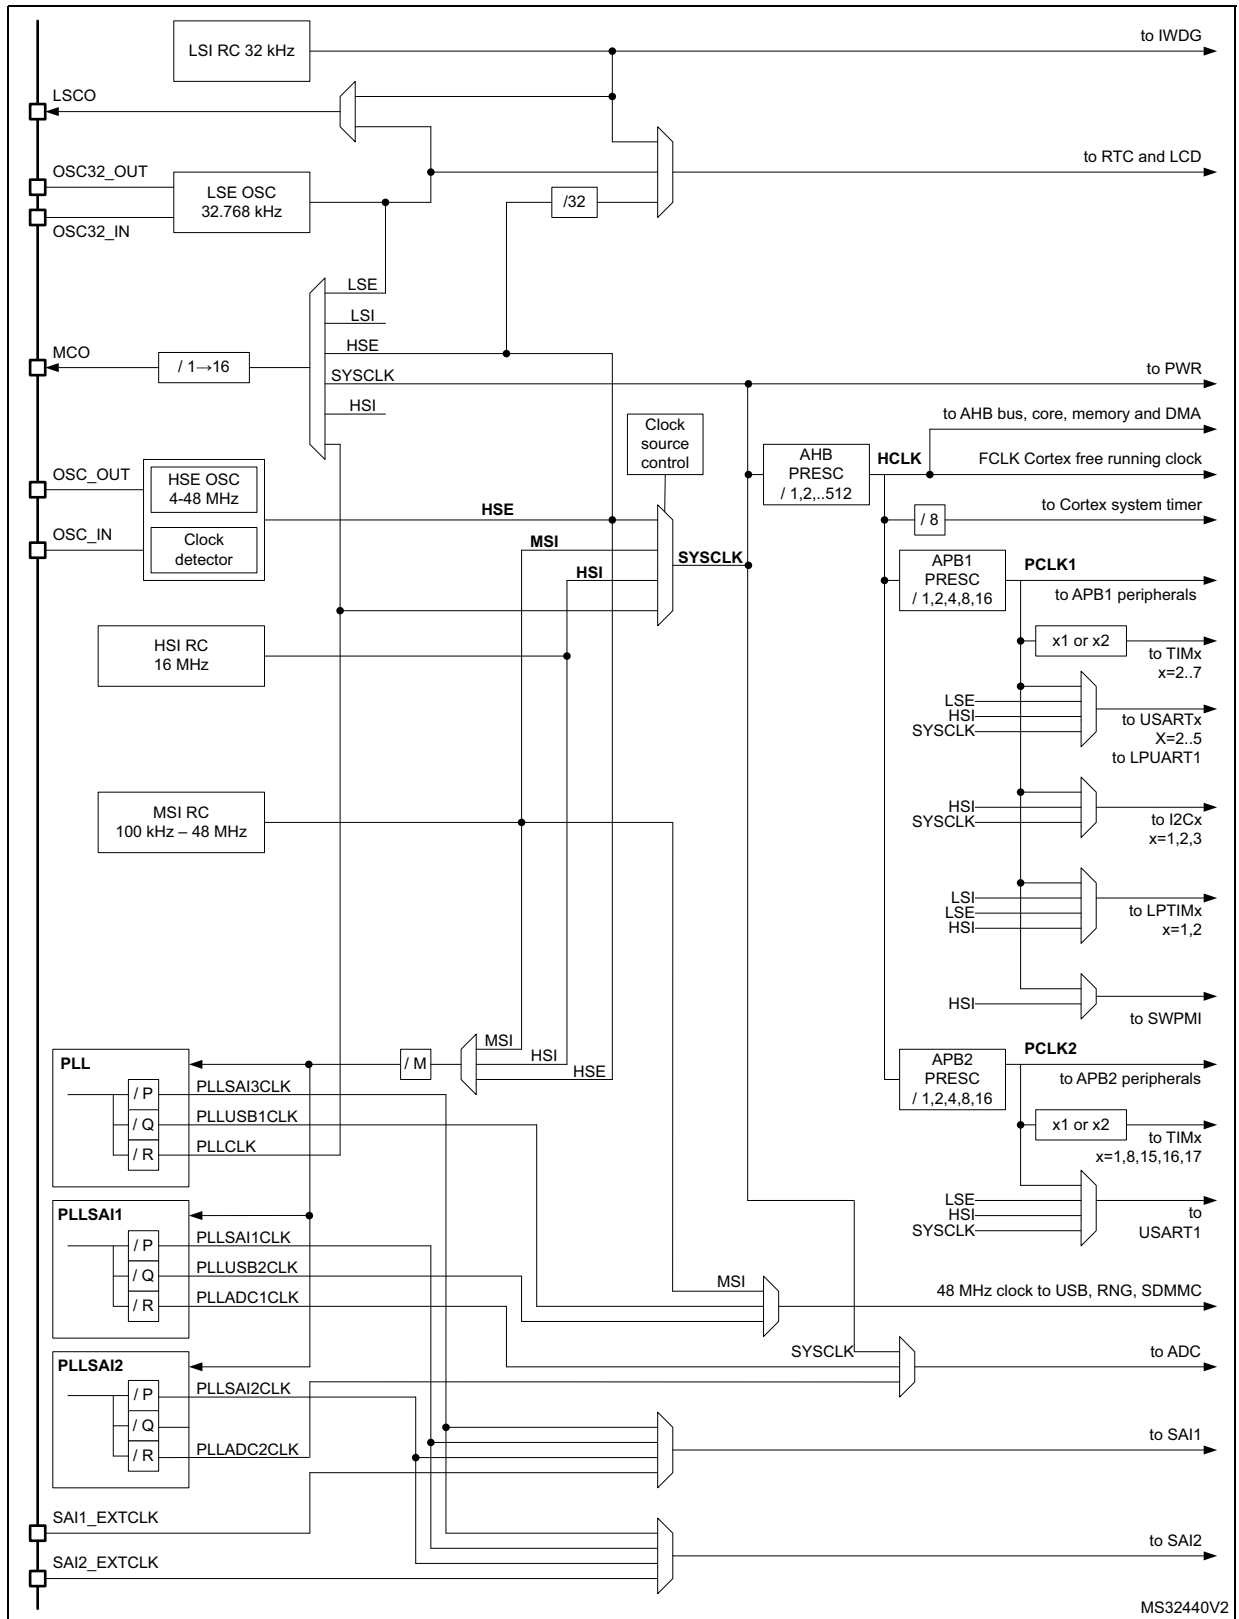 to IWDG
LSI RC 32 kHz
LSCO
to RTC and LCD
OSC32_OUT
LSE OSC
32.768 kHz
/32
OSC32_IN
LSE
LSI
MCO
HSE
/ 1→16
SYSCLK
to PWR
HSI
to AHB bus, core, memory and DMA
Clock
source
control
AHB
PRESC
/ 1,2,..512
HCLK
FCLK Cortex free running clock
OSC_OUT
HSE OSC
4-48 MHz
HSE
to Cortex system timer
/ 8
OSC_IN
Clock
detector
MSI
SYSCLK
HSI
APB1
PRESC
/ 1,2,4,8,16
PCLK1
to APB1 peripherals
HSI RC
16 MHz
x1 or x2
to TIMx
x=2..7
LSE
HSI
SYSCLK
to USARTx
X=2..5
to LPUART1
MSI RC
100 kHz – 48 MHz
HSI
SYSCLK
to I2Cx
x=1,2,3
LSI
LSE
HSI
to LPTIMx
x=1,2
HSI
to SWPMI
MSI
HSI
HSE
/ M
PLL
/ P
PLLSAI3CLK
/ Q
PLLUSB1CLK
/ R
PLLCLK
APB2
PRESC
/ 1,2,4,8,16
PCLK2
to APB2 peripherals
x1 or x2
to TIMx
x=1,8,15,16,17
LSE
HSI
SYSCLK
to
USART1
PLLSAI1
/ P
PLLSAI1CLK
/ Q
PLLUSB2CLK
/ R
PLLADC1CLK
MSI
48 MHz clock to USB, RNG, SDMMC
SYSCLK
to ADC
PLLSAI2
/ P
PLLSAI2CLK
/ Q
/ R
PLLADC2CLK
to SAI1
SAI1_EXTCLK
to SAI2
SAI2_EXTCLK
MS32440V2